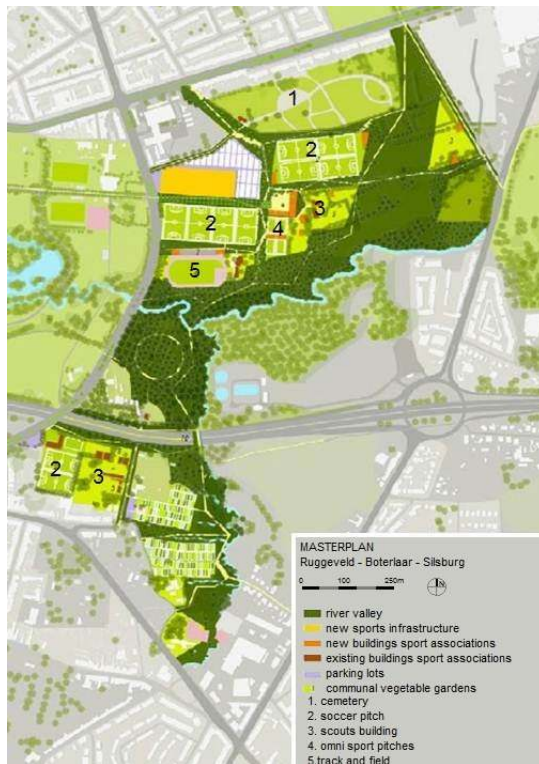 1
2
3
2
4
5
2
3
MASTERPLAN
Ruggeveld - Boterlaar - Silsburg
0 100 250m
N
river valley
new sports infrastructure
new buildings sport associations
existing buildings sport associations
parking lots
communal vegetable gardens
1. cemetery
2. soccer pitch
3. scouts building
4. omni sport pitches
5.track and field